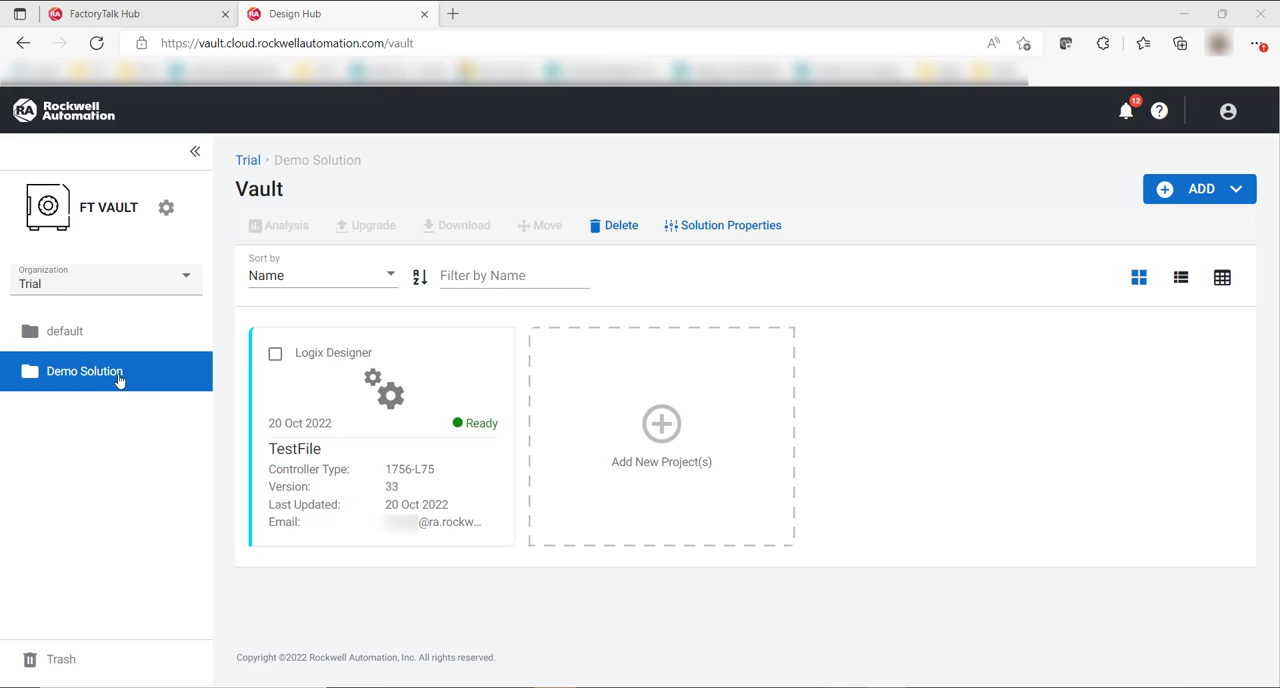 FactoryTalk Hub
Design Hub
https://vault.cloud.rockwellautomation.com/vault
RA Rockwell Automation
12
FT VAULT
Organization
Trial
default
Demo Solution
Trash
Trial › Demo Solution
Vault
ADD
Analysis
Upgrade
Download
Move
Delete
Solution Properties
Sort by
Name
Filter by Name
Logix Designer
20 Oct 2022
Ready
TestFile
Controller Type: 1756-L75
Version: 33
Last Updated: 20 Oct 2022
Email: @ra.rockw...
Add New Project(s)
Copyright ©2022 Rockwell Automation, Inc. All rights reserved.